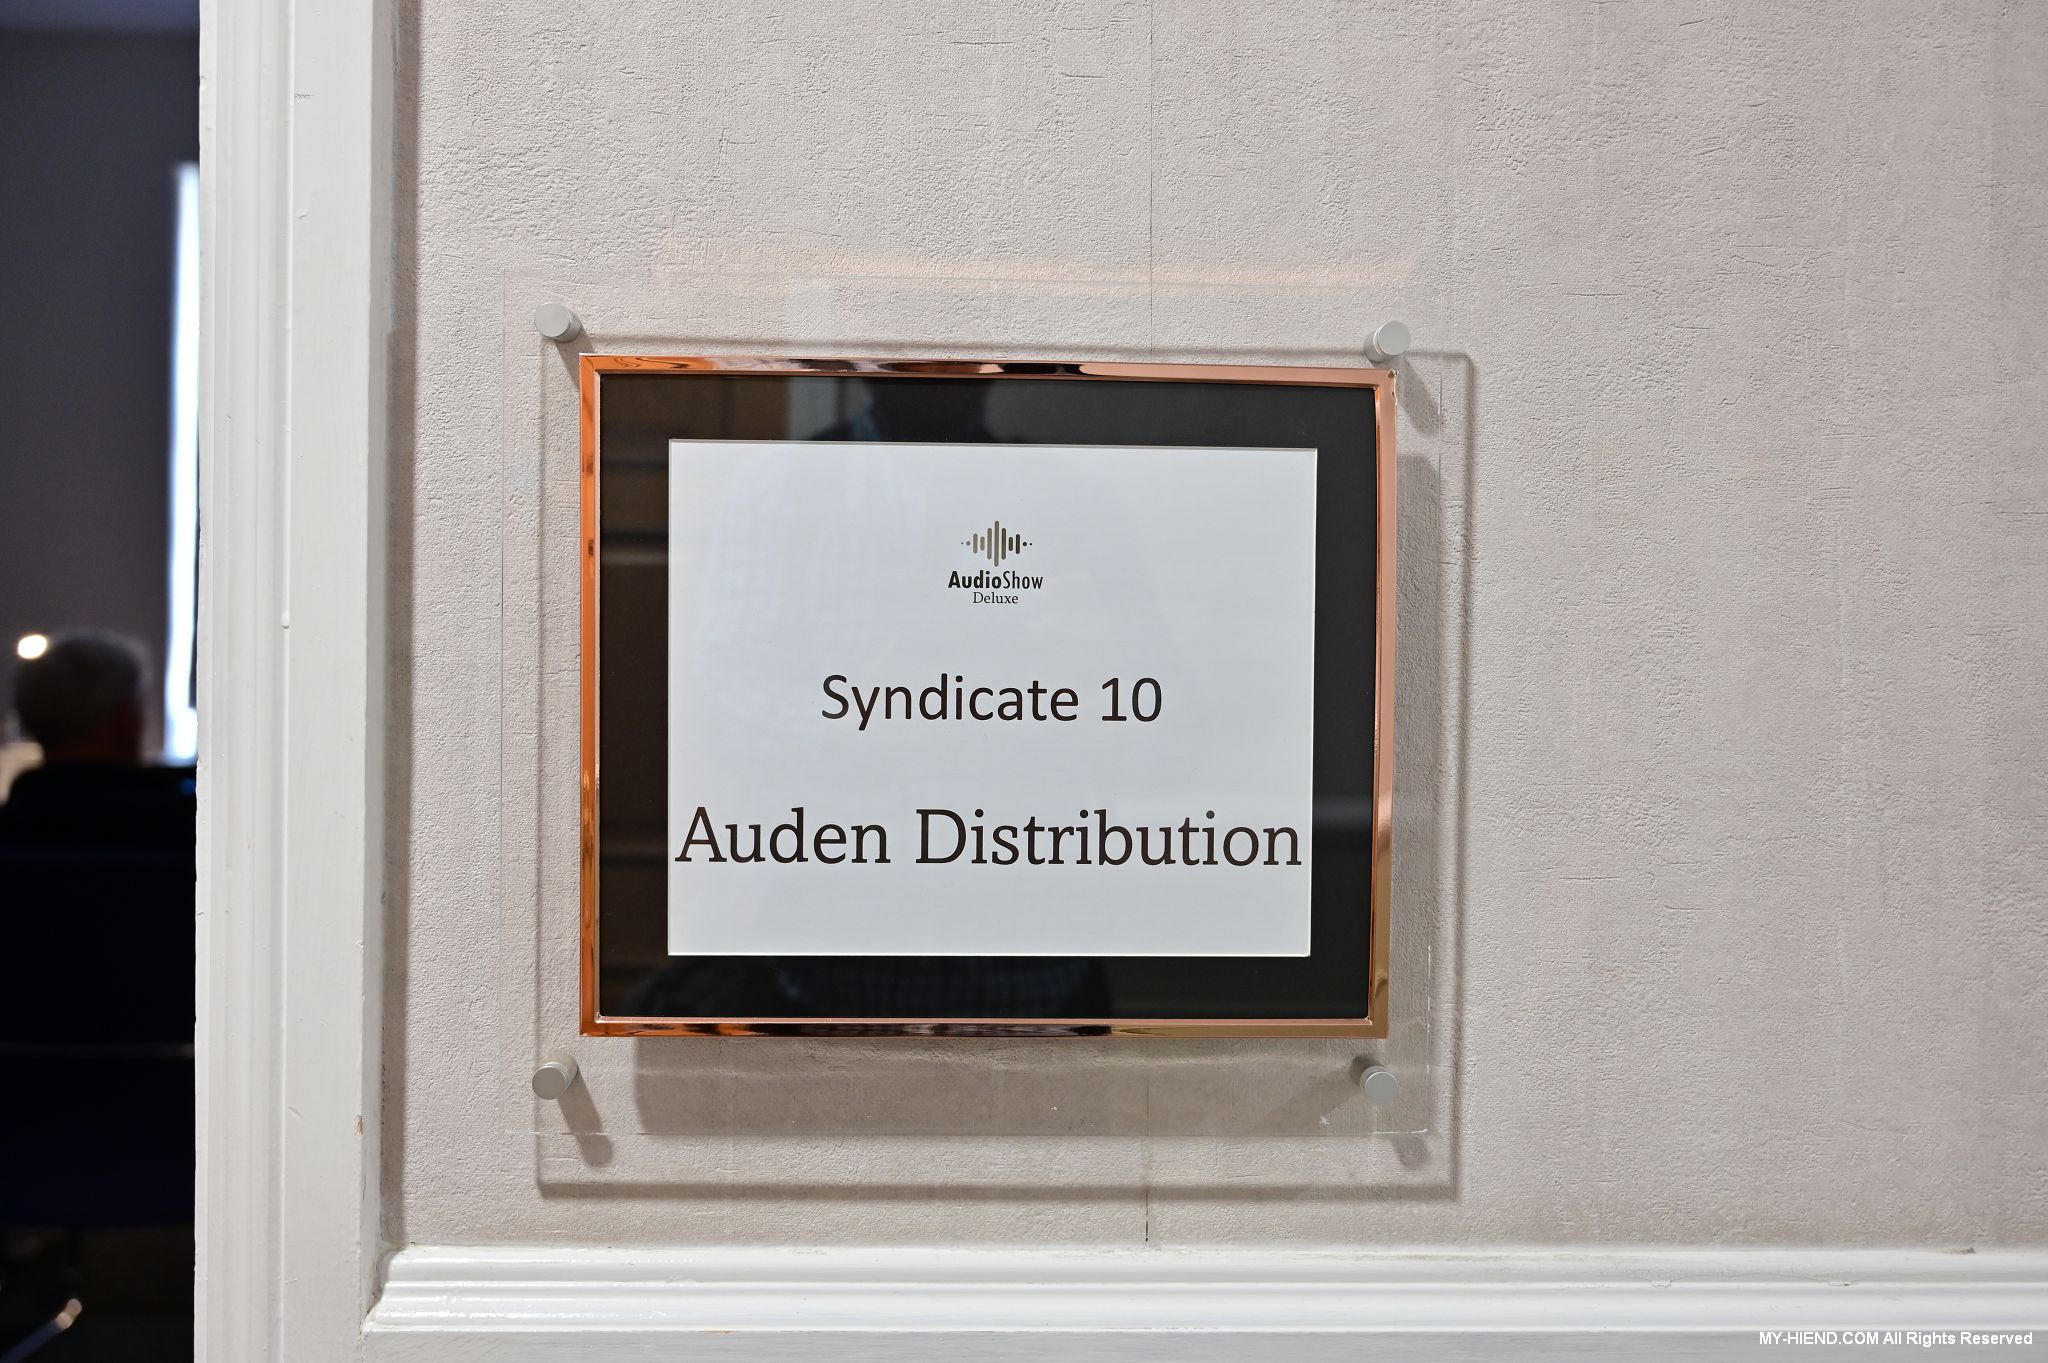 AudioShow
Deluxe
Syndicate 10
Auden Distribution
MY-HIEND.COM All Rights Reserved